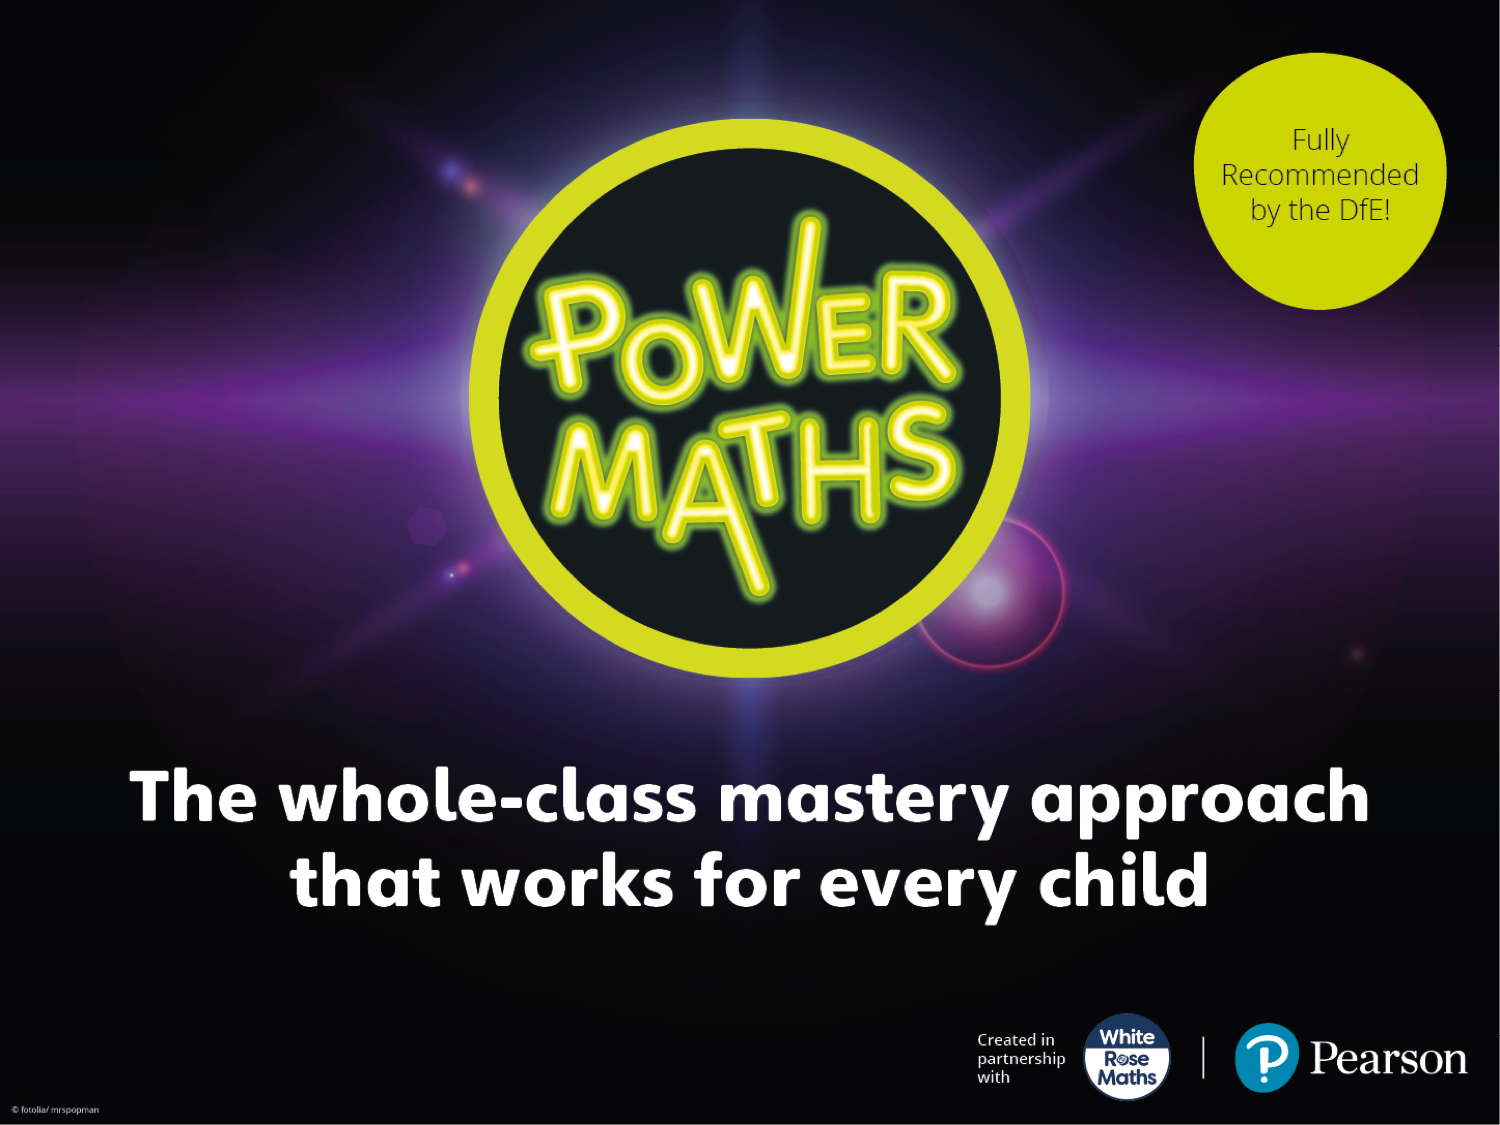 Fully
Recommended
by the DfE!
POWER
MATHS
The whole-class mastery approach
that works for every child
Created in
partnership
with
White
Rose
Maths
Pearson
© fotolia/ mrspopman